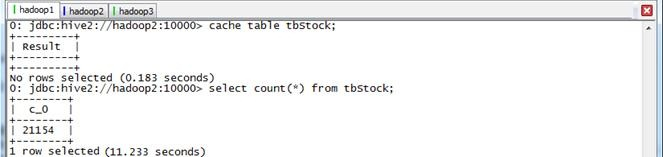 hadoop1 hadoop2 hadoop3
0: jdbc:hive2://hadoop2:10000> cache table tbStock;
+---------+
| Result |
+---------+
+---------+
No rows selected (0.183 seconds)
0: jdbc:hive2://hadoop2:10000> select count(*) from tbStock;
+--------+
| c_0 |
+--------+
| 21154 |
+--------+
1 row selected (11.233 seconds)